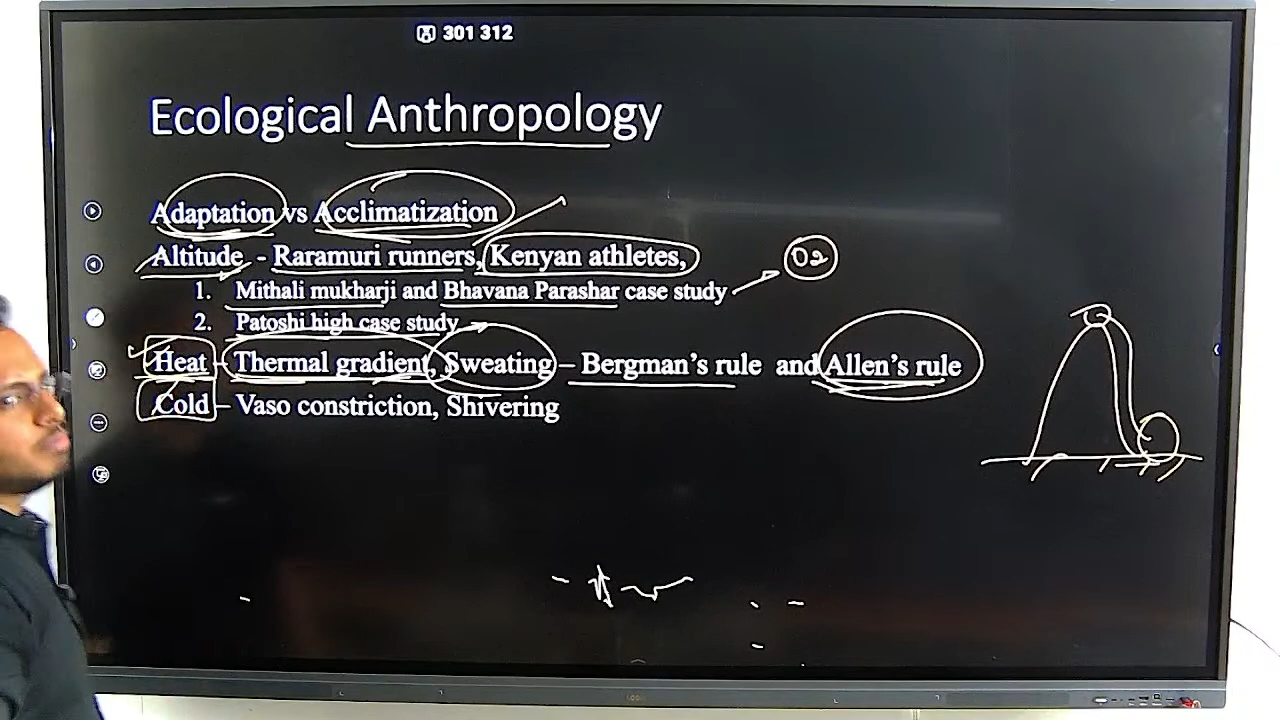 301 312
Ecological Anthropology
Adaptation vs Acclimatization
Altitude - Raramuri runners, Kenyan athletes,
1. Mithali mukharji and Bhavana Parashar case study
O2
2. Patoshi high case study
Heat - Thermal gradient, Sweating – Bergman's rule and Allen's rule
Cold – Vaso constriction, Shivering